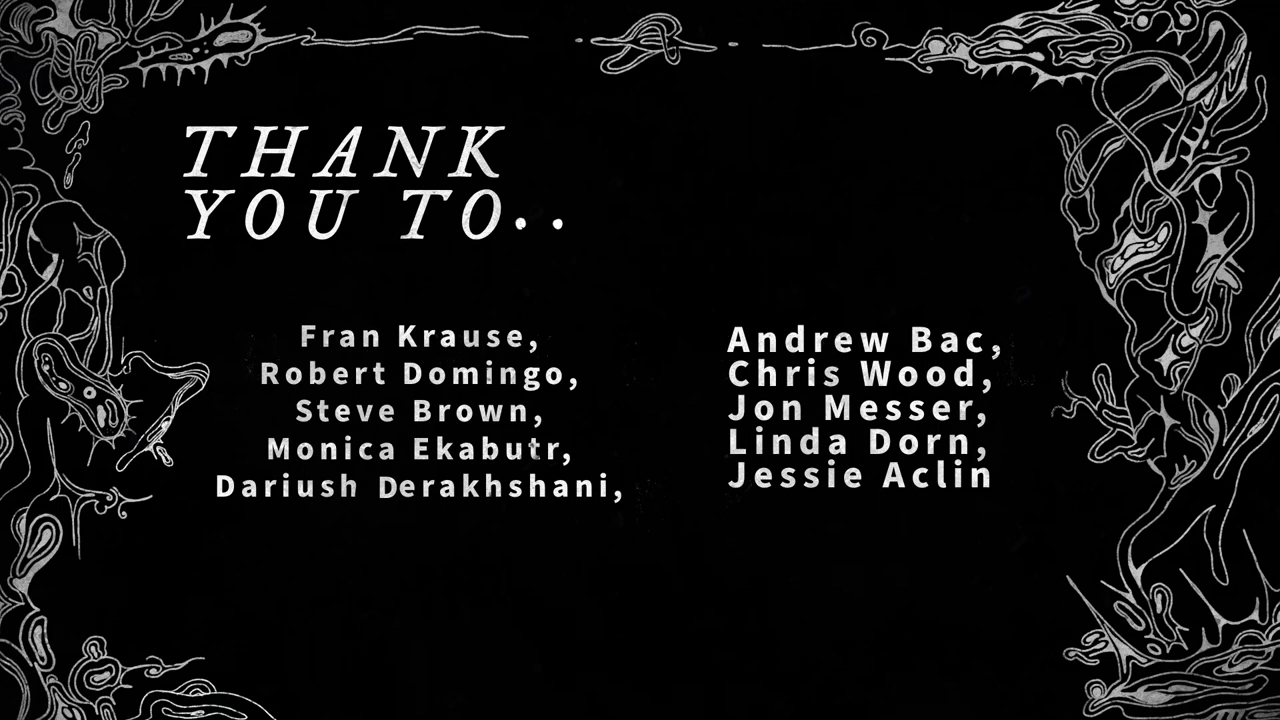 THANK
YOU TO..
Fran Krause,
Robert Domingo,
Steve Brown,
Monica Ekabutr,
Dariush Derakhshani,
Andrew Bac,
Chris Wood,
Jon Messer,
Linda Dorn,
Jessie Aclin